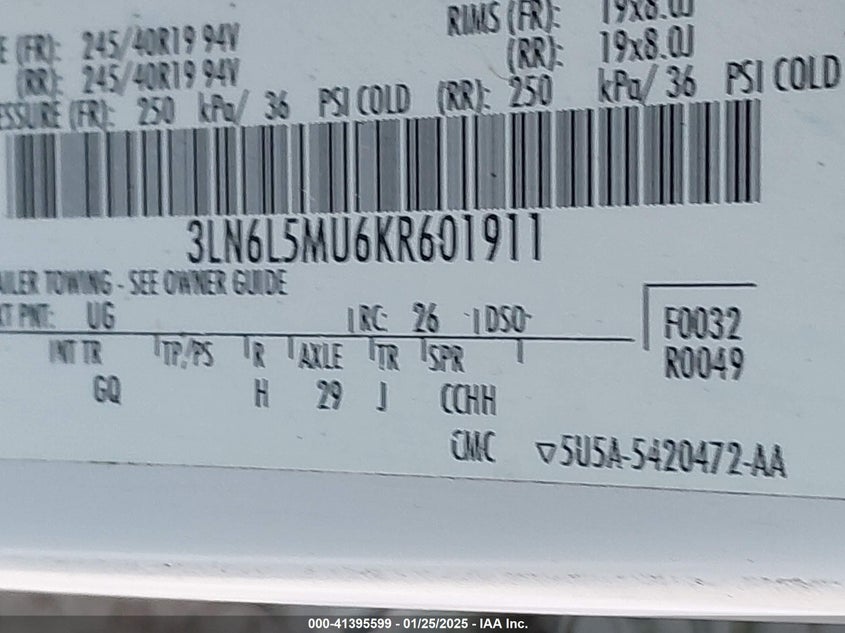 RIMS (FR): 19x8.0J
E (FR): 245/40R19 94V
(RR): 19x8.0J
(RR): 245/40R19 94V
ESSURE (FR): 250 kPa/ 36 PSI COLD (RR): 250 kPa/ 36 PSI COLD
3LN6L5MU6KR601911
AILER TOWING - SEE OWNER GUIDE
XT PNT: UG RC: 26 DSO:
F0032
INT TR TP/PS R AXLE TR SPR
R0049
GQ H 29 J CCHH
CMC ▽5U5A-5420472-AA
000-41395599 - 01/25/2025 - IAA Inc.